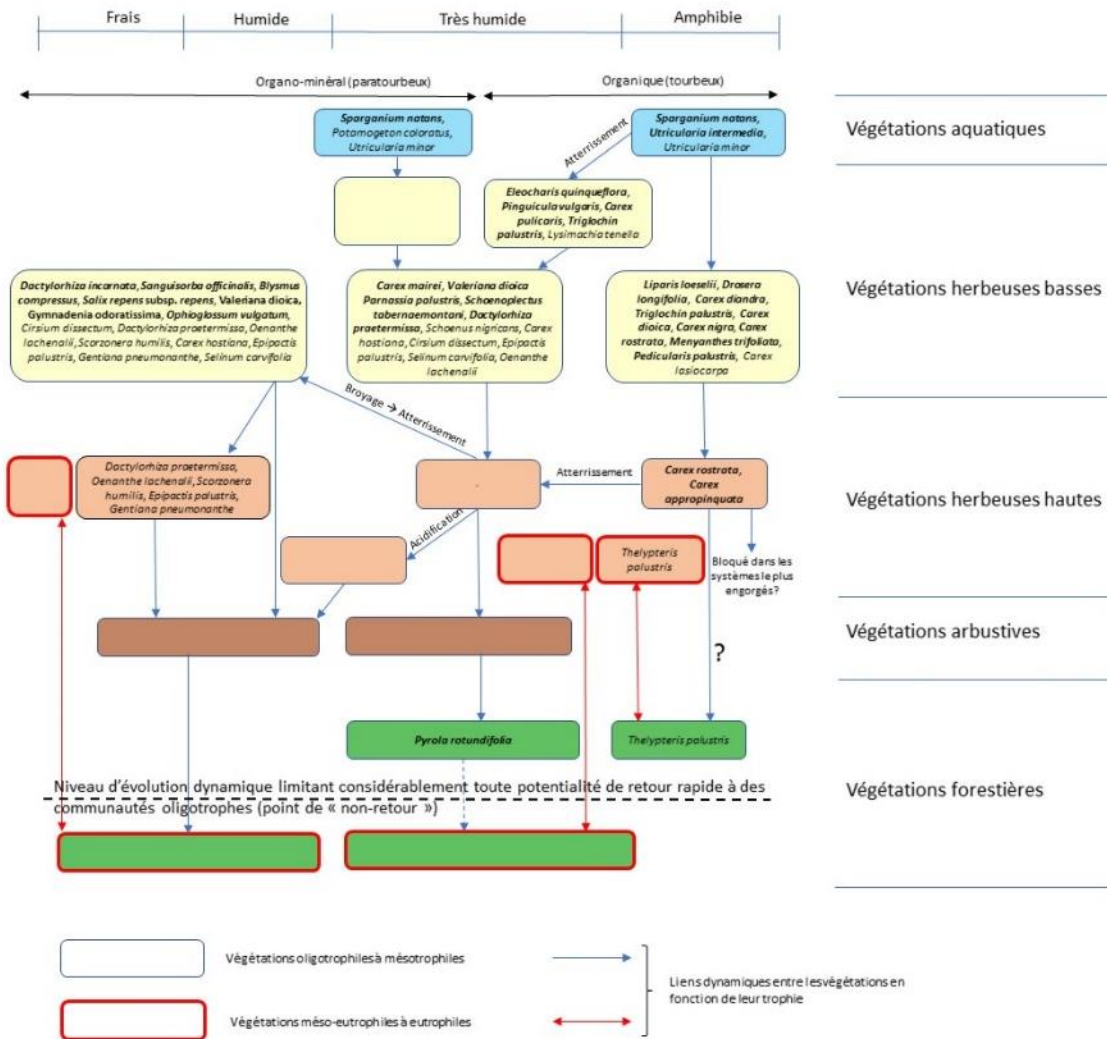 Frais
Humide
Très humide
Amphibie
Organo-minéral (paratourbeux)
Organique (tourbeux)
Végétations aquatiques
Sparganium natans,
Potamogeton coloratus,
Utricularia minor
Atterrissement
Sparganium natans,
Utricularia intermedia,
Utricularia minor
Végétations herbeuses basses
Eleocharis quinqueflora,
Pinguicula vulgaris, Carex
pulicaris, Triglochin
palustris, Lysimachia tenella
Dactylorhiza incarnata, Sanguisorba officinalis, Blysmus
compressus, Salix repens subsp. repens, Valeriana dioica,
Gymnadenia odoratissima, Ophioglossum vulgatum,
Cirsium dissectum, Dactylorhiza praetermissa, Oenanthe
lachenalii, Scorzonera humilis, Carex hostiana, Epipactis
palustris, Gentiana pneumonanthe, Selinum carvifolia
Carex mairei, Valeriana dioica
Parnassia palustris, Schoenoplectus
tabernaemontani, Dactylorhiza
praetermissa, Schoenus nigricans, Carex
hostiana, Cirsium dissectum, Epipactis
palustris, Selinum carvifolia, Oenanthe
lachenalii
Liparis loeselii, Drosera
longifolia, Carex diandra,
Triglochin palustris, Carex
dioica, Carex nigra, Carex
rostrata, Menyanthes trifoliata,
Pedicularis palustris, Carex
lasiocarpa
Broyage → Atterrissement
Végétations herbeuses hautes
Dactylorhiza praetermissa,
Oenanthe lachenalii, Scorzonera
humilis, Epipactis palustris,
Gentiana pneumonanthe
.
Atterrissement
Carex rostrata,
Carex
appropinquata
Acidification
Thelypteris
palustris
Bloqué dans les
systèmes le plus
engorgés?
Végétations arbustives
?
Végétations forestières
Pyrola rotundifolia
Thelypteris palustris
Niveau d'évolution dynamique limitant considérablement toute potentialité de retour rapide à des
communautés oligotrophes (point de « non-retour »)
Végétations oligotrophiles à mésotrophiles
Végétations méso-eutrophiles à eutrophiles
Liens dynamiques entre lesvégétations en
fonction de leur trophie